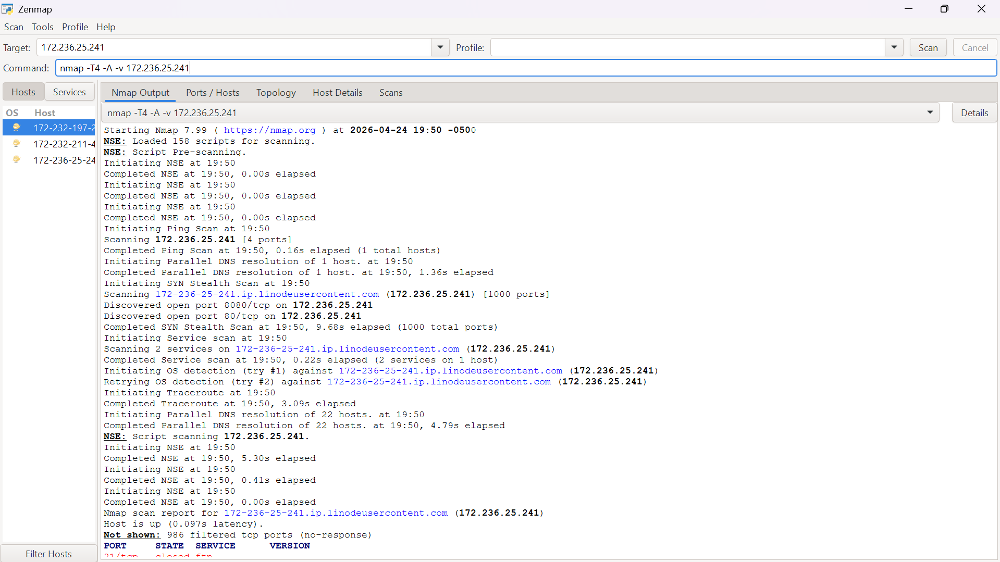 Zenmap
Scan Tools Profile Help
Target: 172.236.25.241 Profile: Scan Cancel
Command: nmap -T4 -A -v 172.236.25.241
Hosts Services
Nmap Output Ports / Hosts Topology Host Details Scans
OS Host
nmap -T4 -A -v 172.236.25.241 Details
172-232-197-2
172-232-211-4
172-236-25-24
Starting Nmap 7.99 ( https://nmap.org ) at 2026-04-24 19:50 -0500
NSE: Loaded 158 scripts for scanning.
NSE: Script Pre-scanning.
Initiating NSE at 19:50
Completed NSE at 19:50, 0.00s elapsed
Initiating NSE at 19:50
Completed NSE at 19:50, 0.00s elapsed
Initiating NSE at 19:50
Completed NSE at 19:50, 0.00s elapsed
Initiating Ping Scan at 19:50
Scanning 172.236.25.241 [4 ports]
Completed Ping Scan at 19:50, 0.16s elapsed (1 total hosts)
Initiating Parallel DNS resolution of 1 host. at 19:50
Completed Parallel DNS resolution of 1 host. at 19:50, 1.36s elapsed
Initiating SYN Stealth Scan at 19:50
Scanning 172-236-25-241.ip.linodeusercontent.com (172.236.25.241) [1000 ports]
Discovered open port 8080/tcp on 172.236.25.241
Discovered open port 80/tcp on 172.236.25.241
Completed SYN Stealth Scan at 19:50, 9.68s elapsed (1000 total ports)
Initiating Service scan at 19:50
Scanning 2 services on 172-236-25-241.ip.linodeusercontent.com (172.236.25.241)
Completed Service scan at 19:50, 0.22s elapsed (2 services on 1 host)
Initiating OS detection (try #1) against 172-236-25-241.ip.linodeusercontent.com (172.236.25.241)
Retrying OS detection (try #2) against 172-236-25-241.ip.linodeusercontent.com (172.236.25.241)
Initiating Traceroute at 19:50
Completed Traceroute at 19:50, 3.09s elapsed
Initiating Parallel DNS resolution of 22 hosts. at 19:50
Completed Parallel DNS resolution of 22 hosts. at 19:50, 4.79s elapsed
NSE: Script scanning 172.236.25.241.
Initiating NSE at 19:50
Completed NSE at 19:50, 5.30s elapsed
Initiating NSE at 19:50
Completed NSE at 19:50, 0.41s elapsed
Initiating NSE at 19:50
Completed NSE at 19:50, 0.00s elapsed
Nmap scan report for 172-236-25-241.ip.linodeusercontent.com (172.236.25.241)
Host is up (0.097s latency).
Not shown: 986 filtered tcp ports (no-response)
PORT STATE SERVICE VERSION
21/tcp closed ftp
Filter Hosts